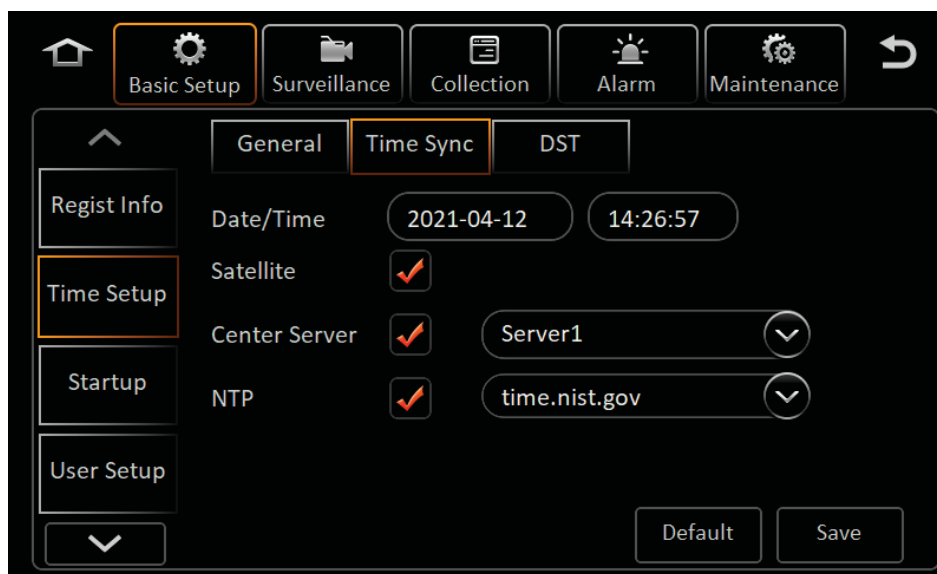 Basic Setup
Surveillance
Collection
Alarm
Maintenance
General
Time Sync
DST
Regist Info
Time Setup
Startup
User Setup
Date/Time 2021-04-12 14:26:57
Satellite
Center Server Server1
NTP time.nist.gov
Default
Save